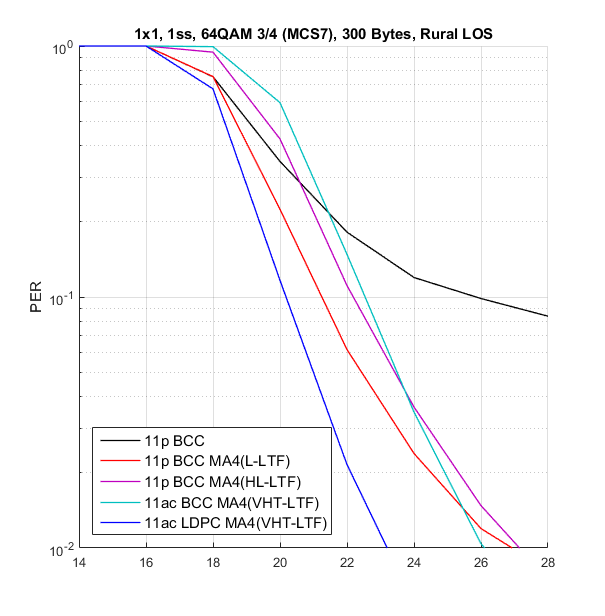 1x1, 1ss, 64QAM 3/4 (MCS7), 300 Bytes, Rural LOS
10^0
10^-1
10^-2
PER
11p BCC
11p BCC MA4(L-LTF)
11p BCC MA4(HL-LTF)
11ac BCC MA4(VHT-LTF)
11ac LDPC MA4(VHT-LTF)
14 16 18 20 22 24 26 28